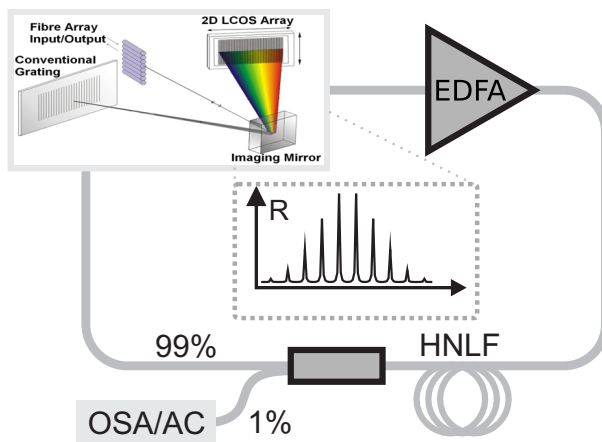 2D LCOS Array
Fibre Array
Input/Output
Conventional
Grating
Imaging Mirror
EDFA
R
99%
HNLF
OSA/AC
1%